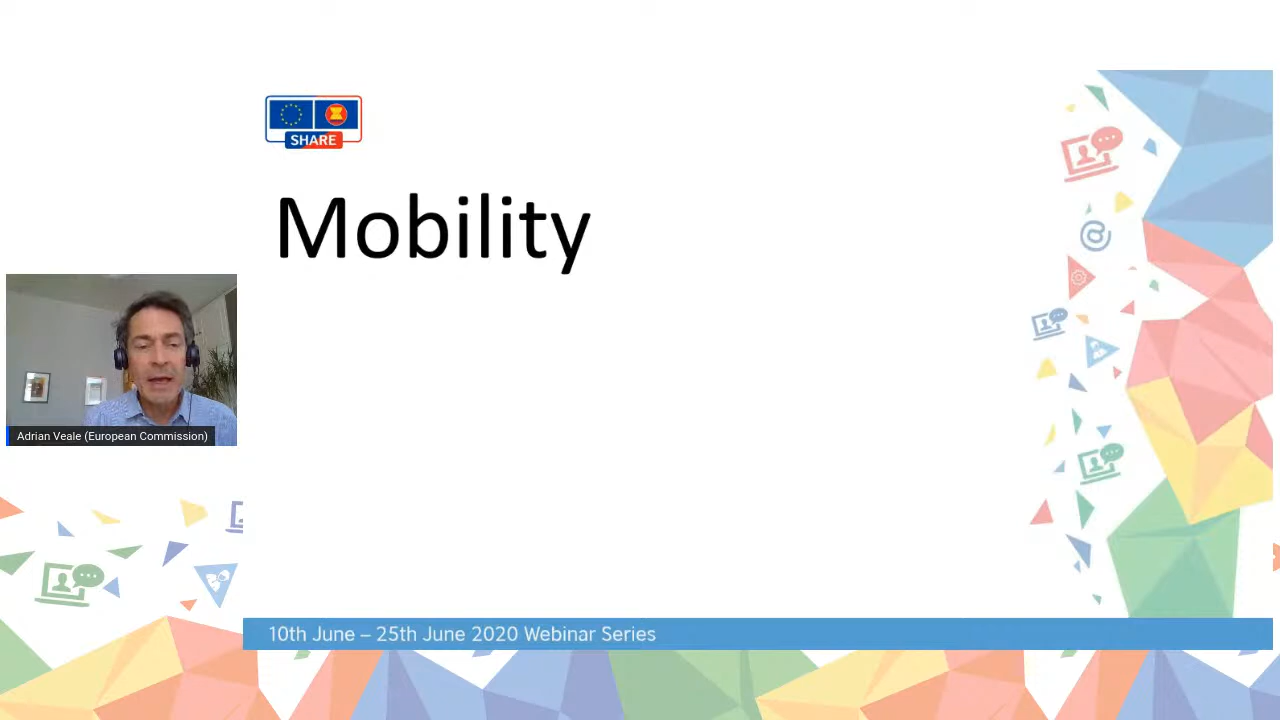 SHARE
Mobility
Adrian Veale (European Commission)
10th June – 25th June 2020 Webinar Series